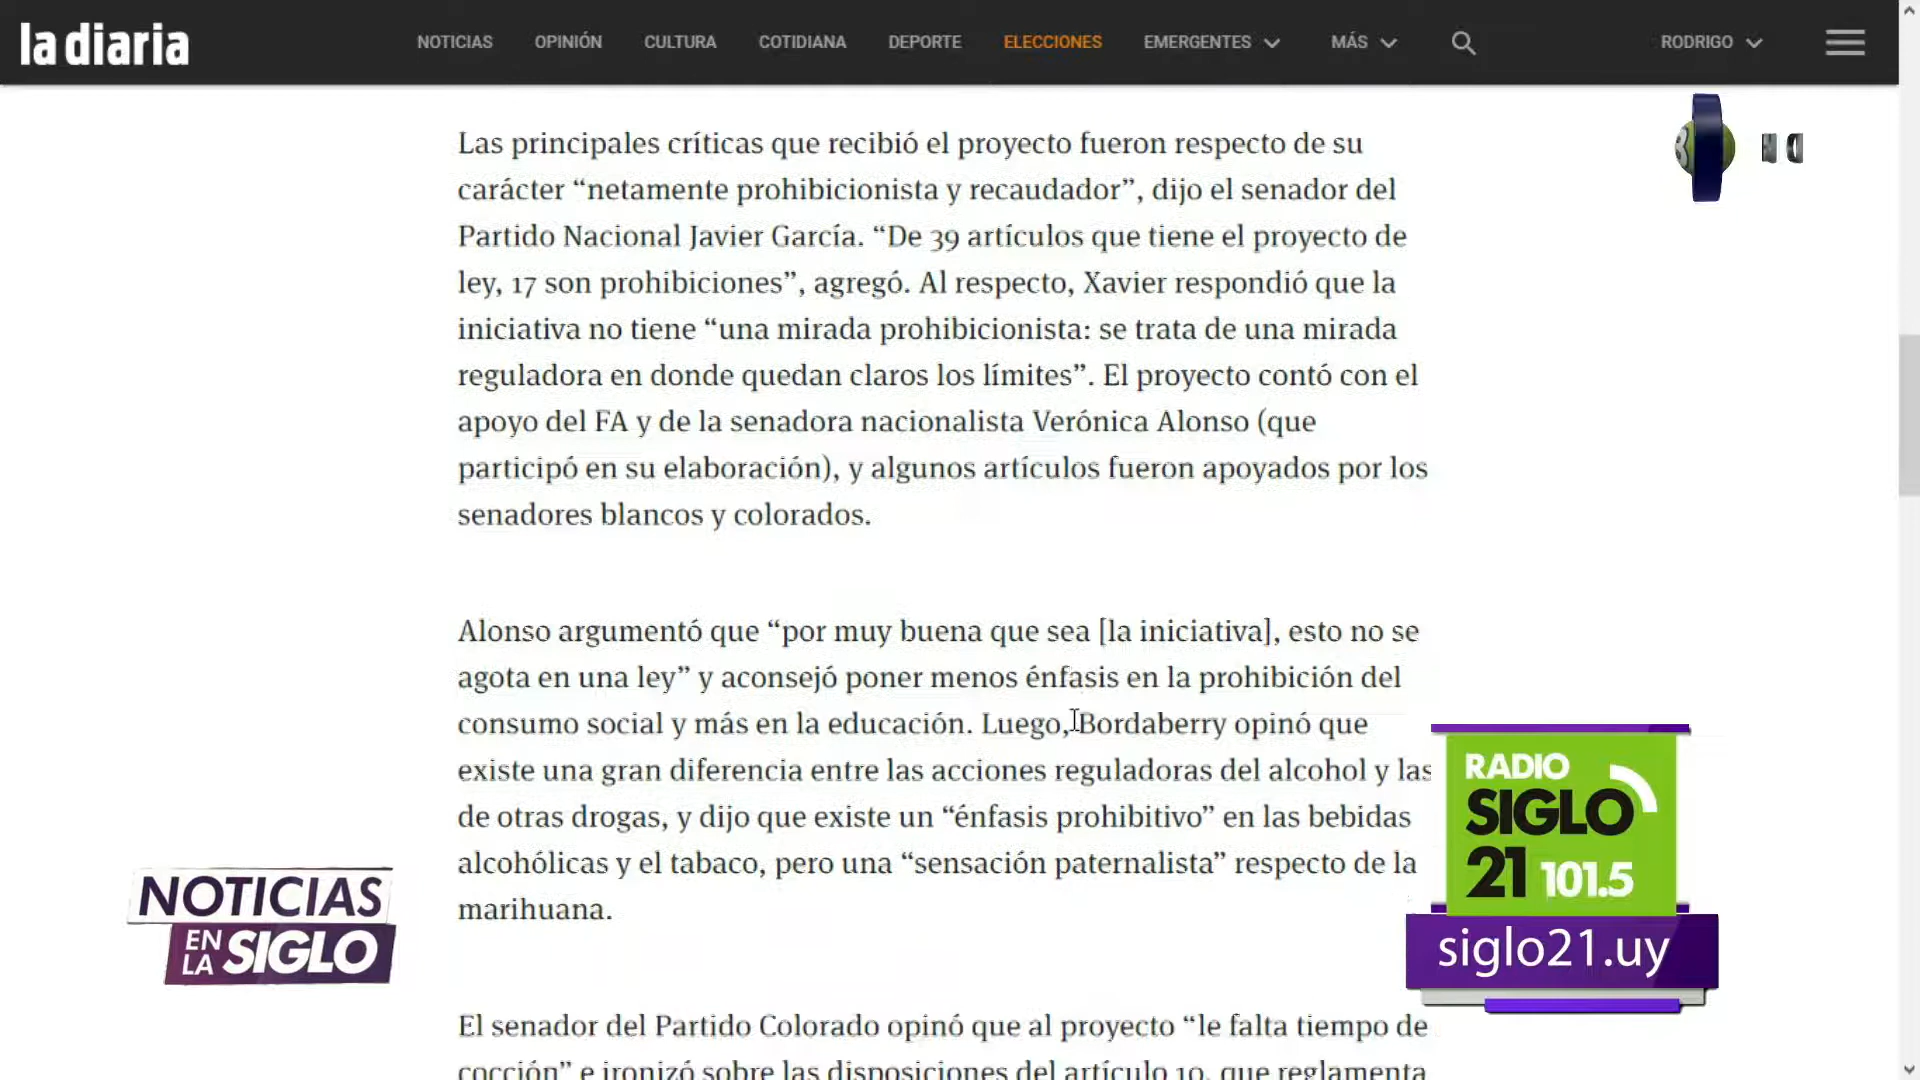 la diaria
NOTICIAS OPINIÓN CULTURA COTIDIANA DEPORTE ELECCIONES EMERGENTES MÁS RODRIGO
Las principales críticas que recibió el proyecto fueron respecto de su
carácter “netamente prohibicionista y recaudador”, dijo el senador del
Partido Nacional Javier García. “De 39 artículos que tiene el proyecto de
ley, 17 son prohibiciones”, agregó. Al respecto, Xavier respondió que la
iniciativa no tiene “una mirada prohibicionista: se trata de una mirada
reguladora en donde quedan claros los límites”. El proyecto contó con el
apoyo del FA y de la senadora nacionalista Verónica Alonso (que
participó en su elaboración), y algunos artículos fueron apoyados por los
senadores blancos y colorados.
Alonso argumentó que “por muy buena que sea [la iniciativa], esto no se
agota en una ley” y aconsejó poner menos énfasis en la prohibición del
consumo social y más en la educación. Luego, Bordaberry opinó que
existe una gran diferencia entre las acciones reguladoras del alcohol y las
de otras drogas, y dijo que existe un “énfasis prohibitivo” en las bebidas
alcohólicas y el tabaco, pero una “sensación paternalista” respecto de la
marihuana.
El senador del Partido Colorado opinó que al proyecto “le falta tiempo de
cocción” e ironizó sobre las disposiciones del artículo 10, que reglamenta
NOTICIAS
EN LA SIGLO
RADIO
SIGLO
21 101.5
siglo21.uy